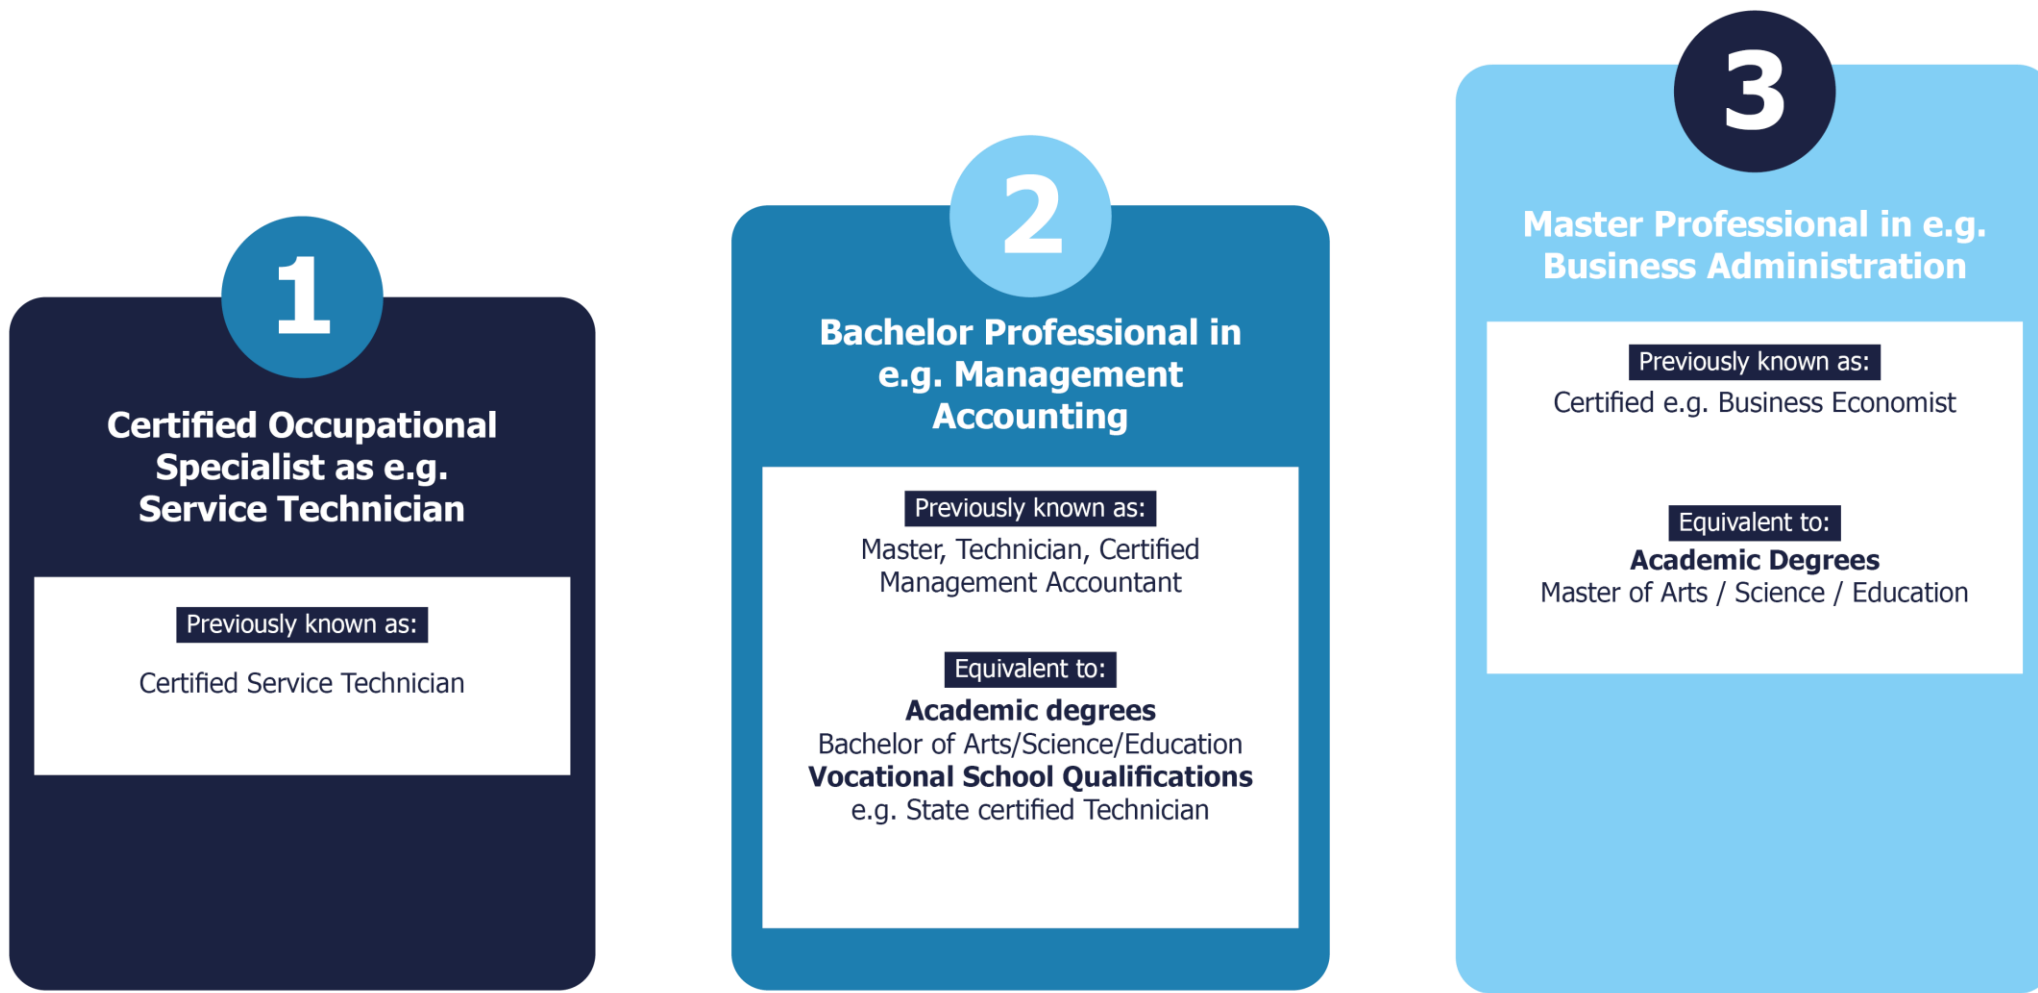 1
Certified Occupational
Specialist as e.g.
Service Technician
Previously known as:
Certified Service Technician
2
Bachelor Professional in
e.g. Management
Accounting
Previously known as:
Master, Technician, Certified
Management Accountant
Equivalent to:
Academic degrees
Bachelor of Arts/Science/Education
Vocational School Qualifications
e.g. State certified Technician
3
Master Professional in e.g.
Business Administration
Previously known as:
Certified e.g. Business Economist
Equivalent to:
Academic Degrees
Master of Arts / Science / Education